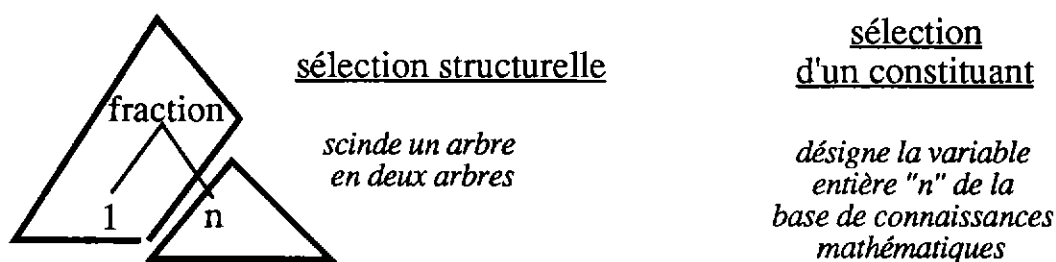 fraction
1 n
sélection structurelle
scinde un arbre
en deux arbres
sélection
d'un constituant
désigne la variable
entière "n" de la
base de connaissances
mathématiques